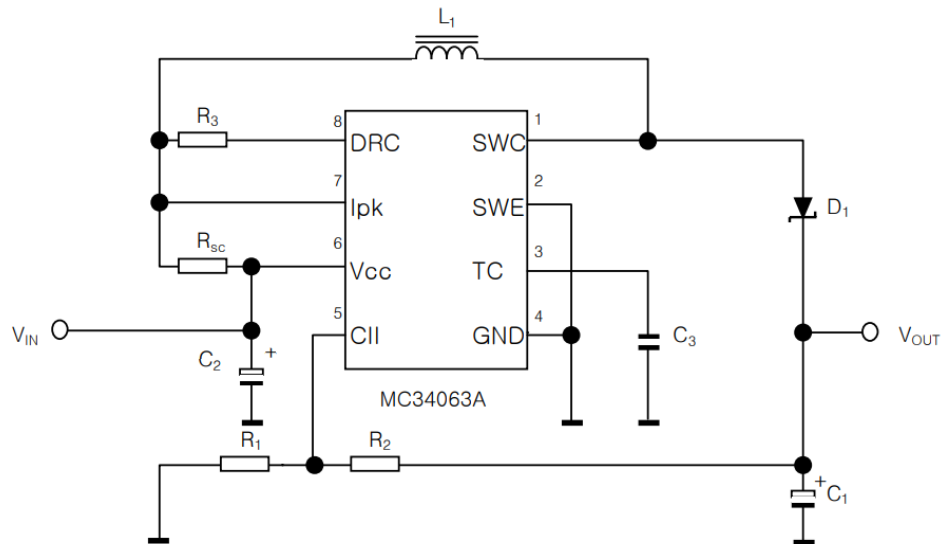 L₁
R₃
8
DRC
SWC
1
7
Ipk
SWE
2
D₁
Rsc
6
Vcc
TC
3
VIN
5
CII
GND
4
C₃
VOUT
C₂
+
MC34063A
R₁
R₂
+
C₁